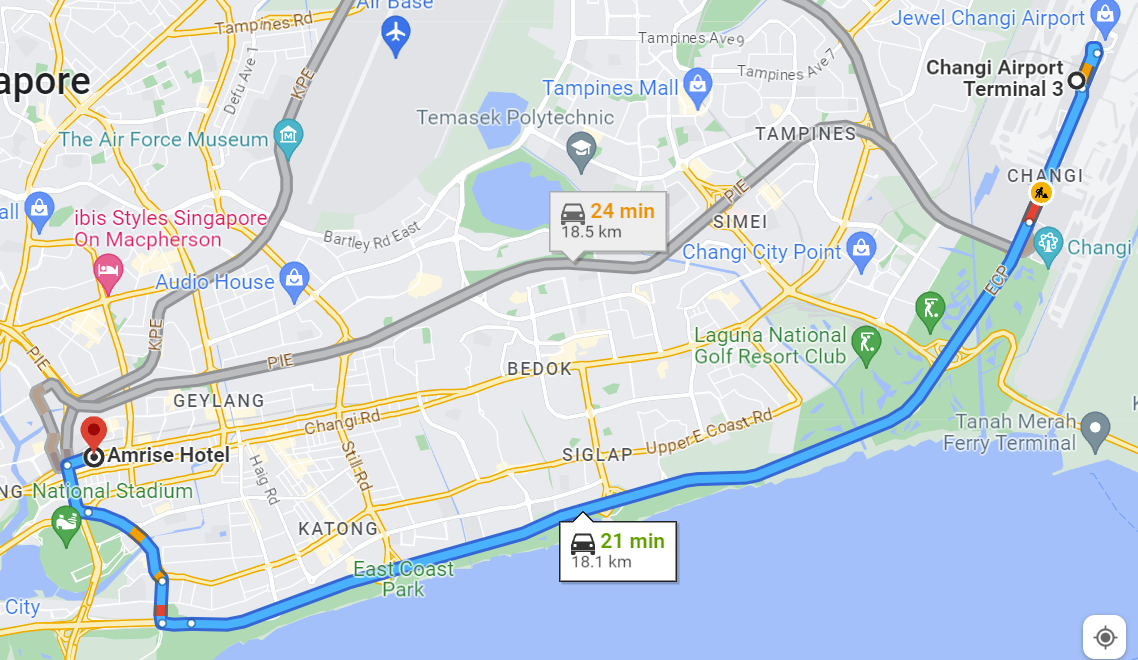 Air Base
Jewel Changi Airport
Tampines Rd
Tampines Ave 9
Tampines Ave 7
apore
Defu Ave 1
KPE
Changi Airport
Terminal 3
Tampines Mall
Temasek Polytechnic
The Air Force Museum
TAMPINES
CHANGI
all
ibis Styles Singapore
On Macpherson
24 min
18.5 km
PIE
SIMEI
Bartley Rd East
Changi City Point
Changi
Audio House
ECP
KPE
Laguna National
Golf Resort Club
PIE
PIE
BEDOK
GEYLANG
Changi Rd
Upper E Coast Rd
Tanah Merah
Ferry Terminal
K
Amrise Hotel
SIGLAP
Still Rd
Haig Rd
NG
National Stadium
KATONG
21 min
18.1 km
East Coast
Park
City